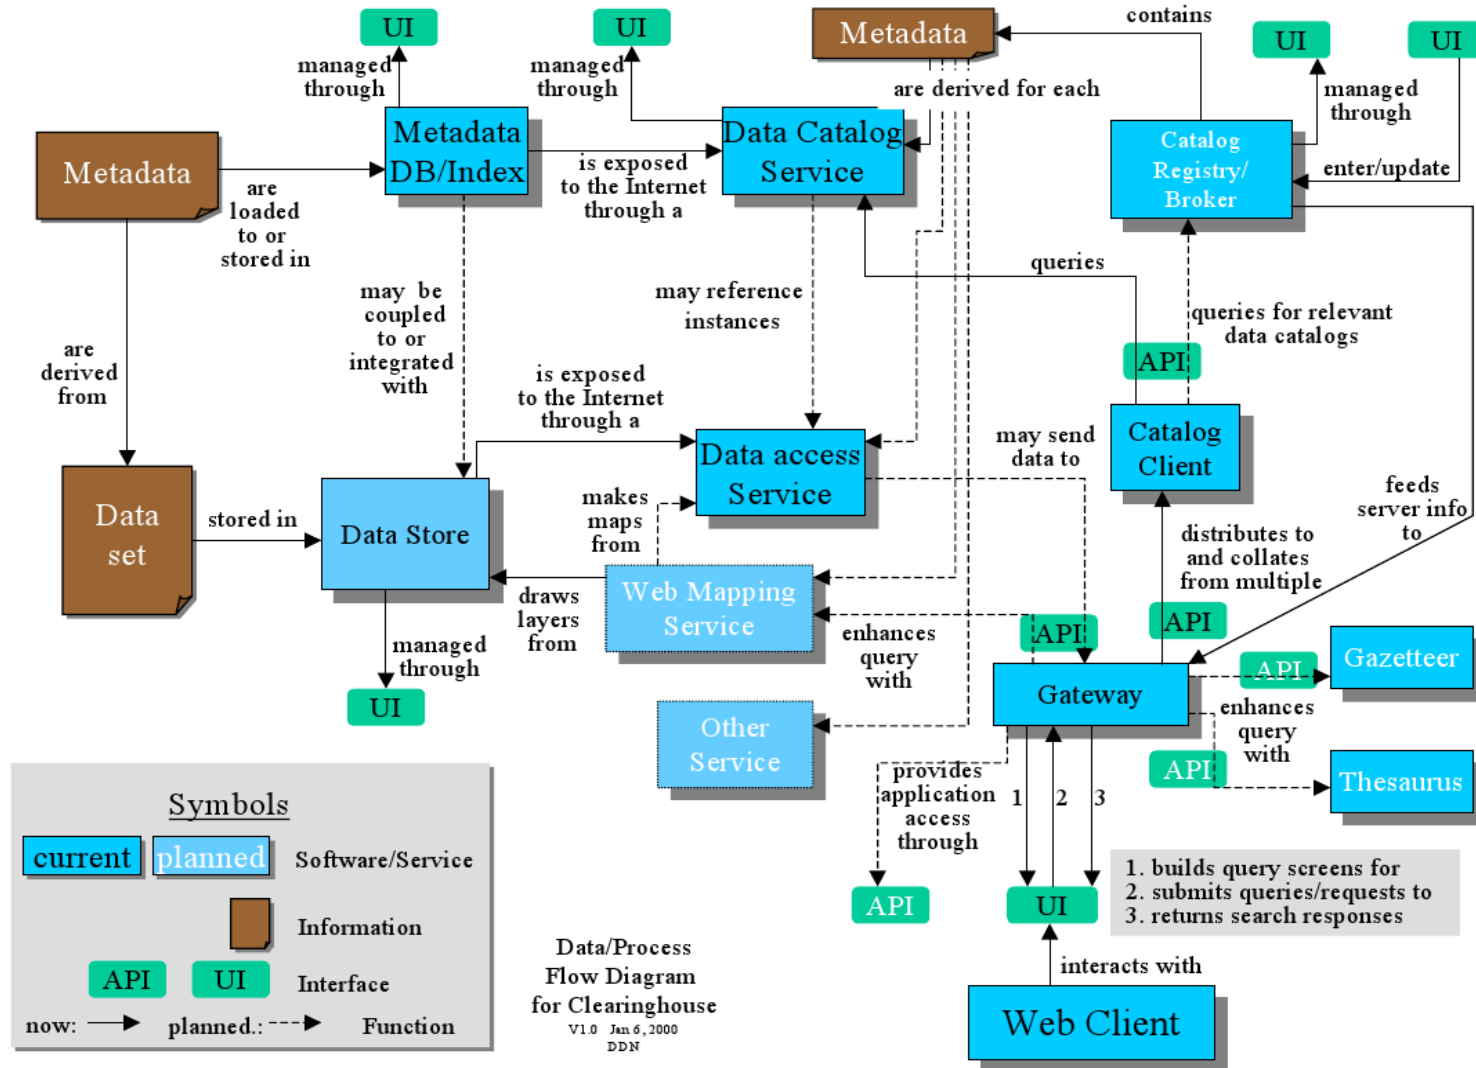 UI
UI
Metadata
contains
UI
UI
managed
through
managed
through
are derived for each
managed
through
Metadata
DB/Index
Data Catalog
Service
Catalog
Registry/
Broker
Metadata
are
loaded
to or
stored in
is exposed
to the Internet
through a
enter/update
queries
may be
coupled
to or
integrated
with
may reference
instances
queries for relevant
data catalogs
are
derived
from
API
is exposed
to the Internet
through a
may send
data to
Catalog
Client
Data access
Service
Data
set
stored in
Data Store
makes
maps
from
feeds
server info
to
distributes to
and collates
from multiple
Web Mapping
Service
draws
layers
from
enhances
query
with
API
API
managed
through
Gazetteer
API
UI
Gateway
enhances
query
with
Other
Service
API
Thesaurus
provides
application
access
through
1
2
3
Symbols
current
planned
Software/Service
Information
API
UI
Interface
now:
planned.:
Function
API
UI
1. builds query screens for
2. submits queries/requests to
3. returns search responses
Data/Process
Flow Diagram
for Clearinghouse
V1.0 Jan 6, 2000
DDN
interacts with
Web Client